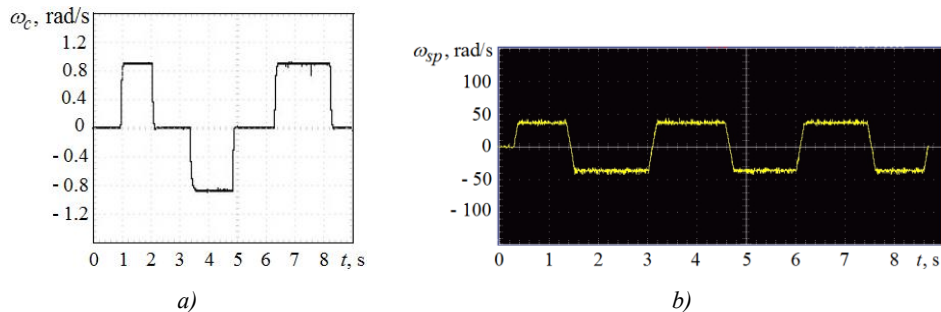 ω_c, rad/s
1.2
0.8
0.4
0
- 0.4
- 0.8
- 1.2
0 1 2 3 4 5 6 7 8 t, s
a)
ω_sp, rad/s
100
50
0
- 50
- 100
0 1 2 3 4 5 6 7 8 t, s
b)